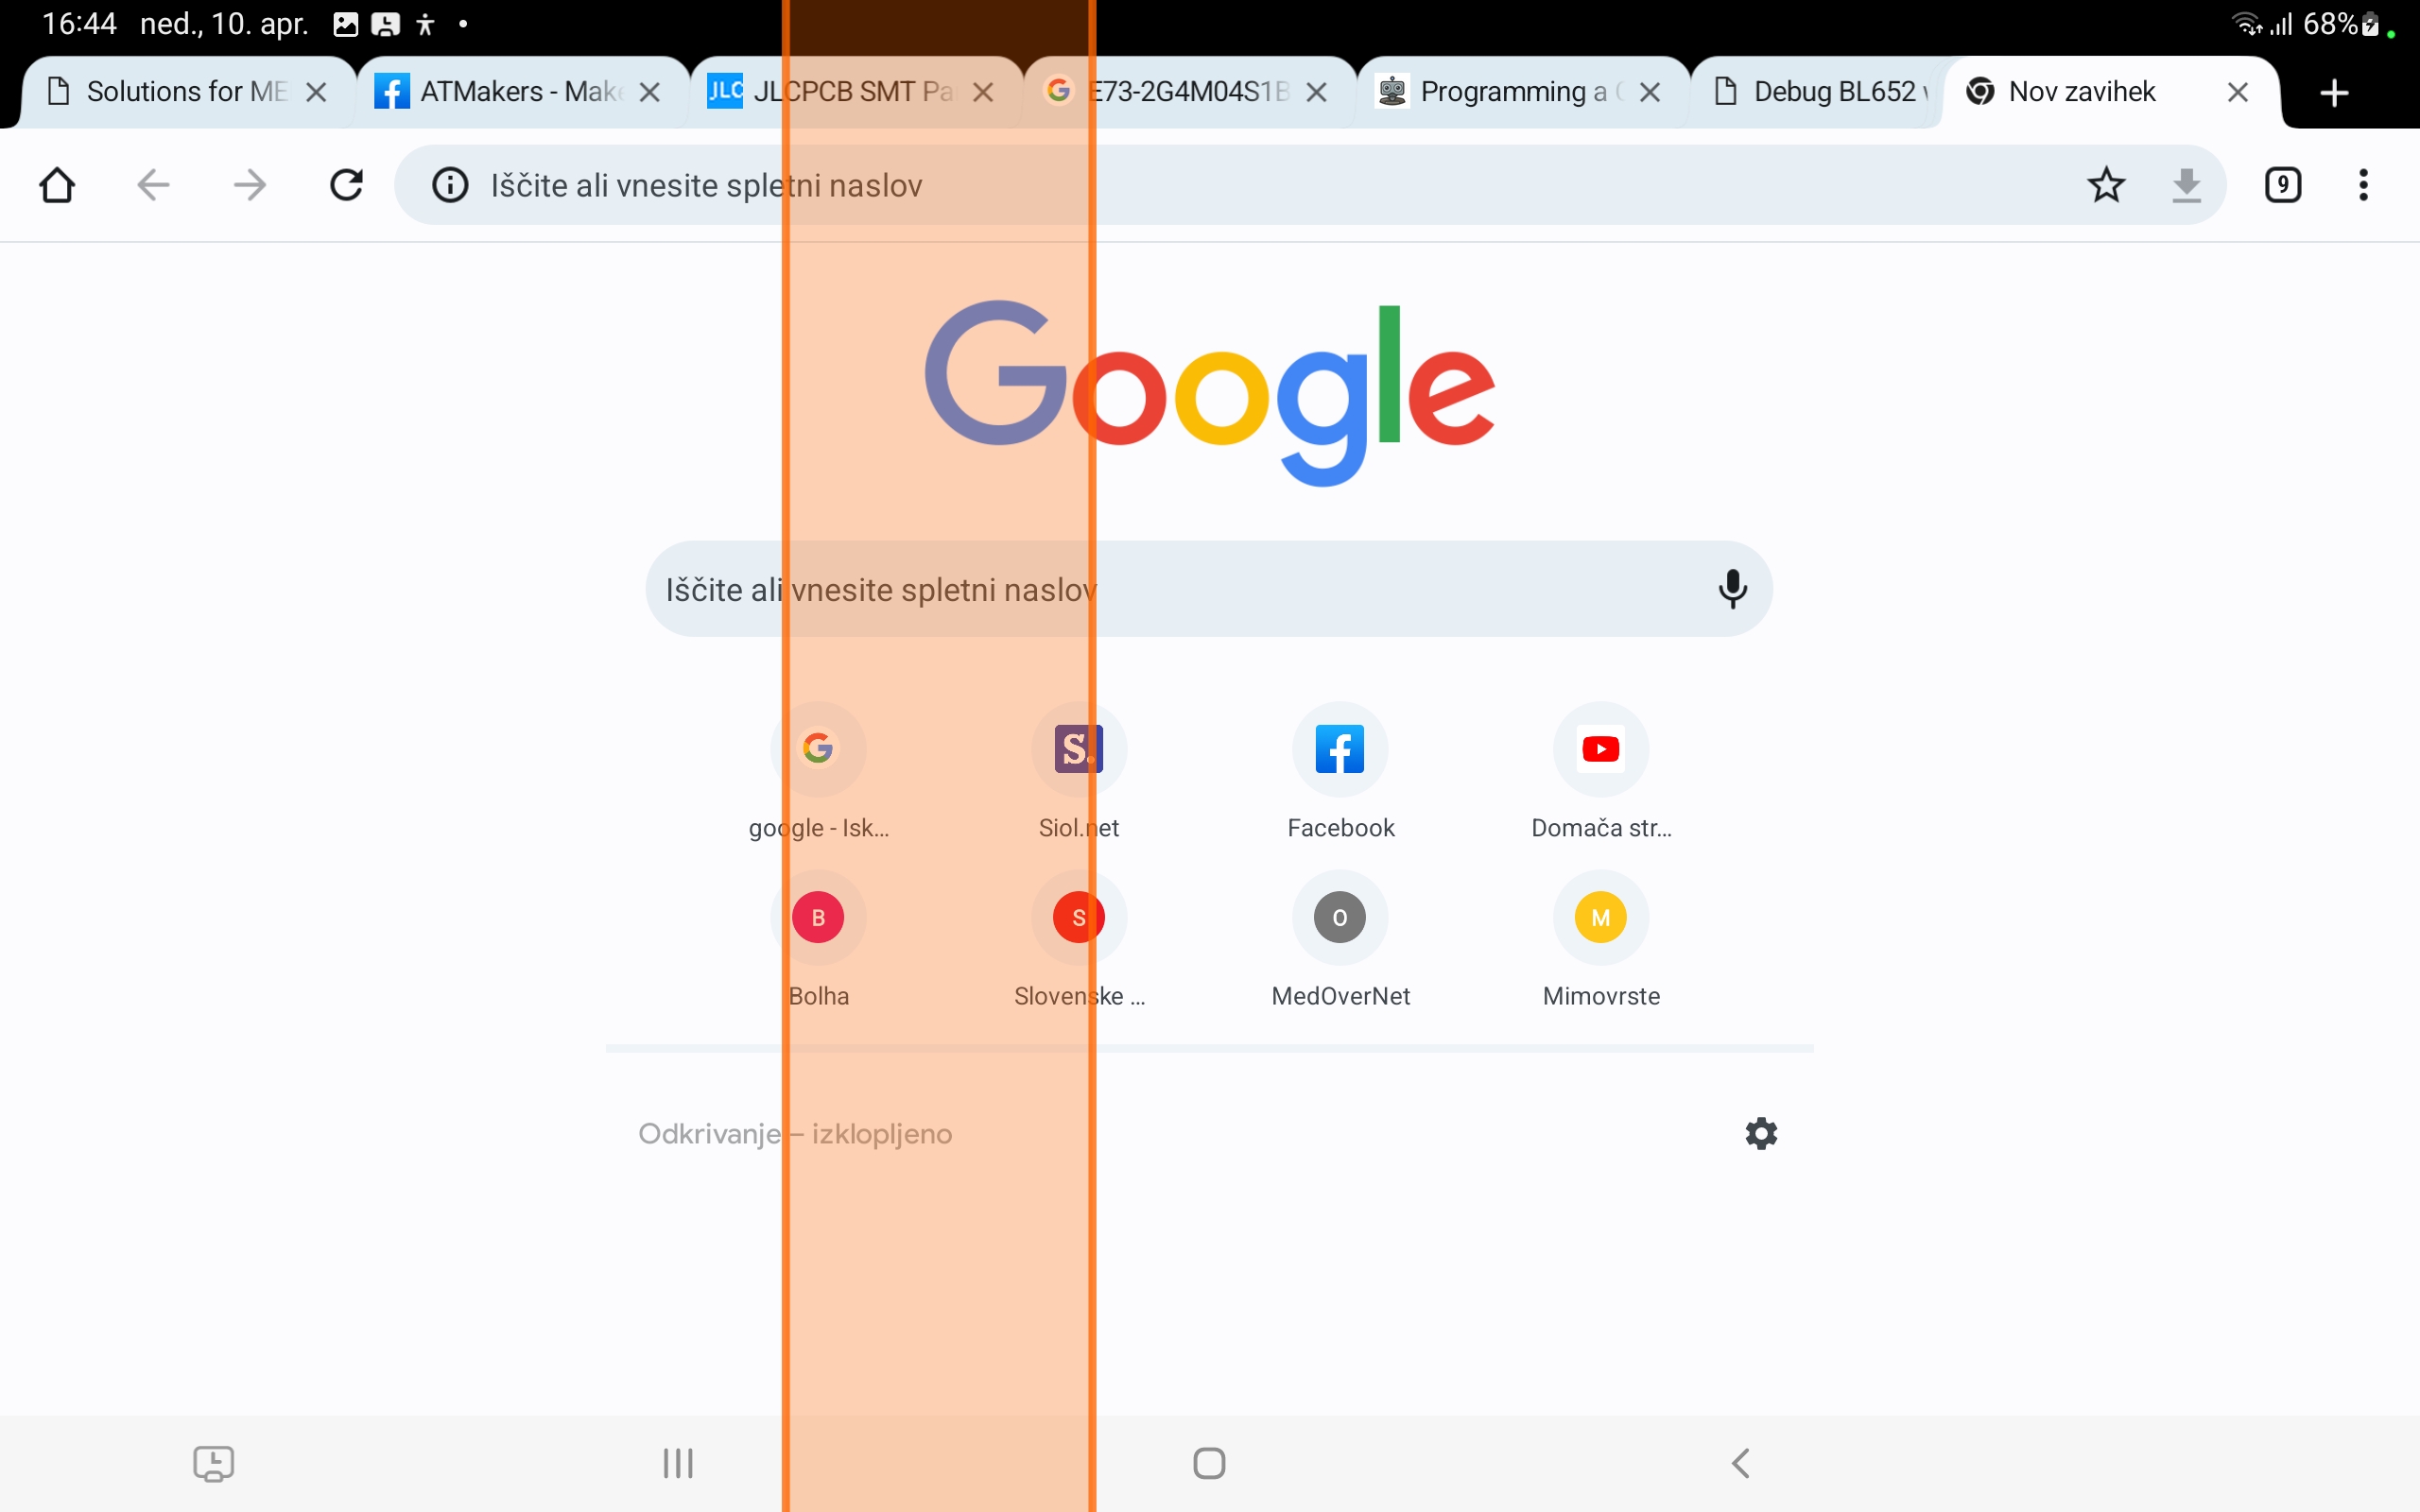 16:44 ned., 10. apr. 68%
Solutions for ME
ATMakers - Make
JLC JLCPCB SMT Pa
E73-2G4M04S1B
Programming a
Debug BL652
Nov zavihek
Iščite ali vnesite spletni naslov
9
Google
Iščite ali vnesite spletni naslov
google - Isk... Siol.net Facebook Domača str...
B S O M
Bolha Slovenske ... MedOverNet Mimovrste
Odkrivanje – izklopljeno